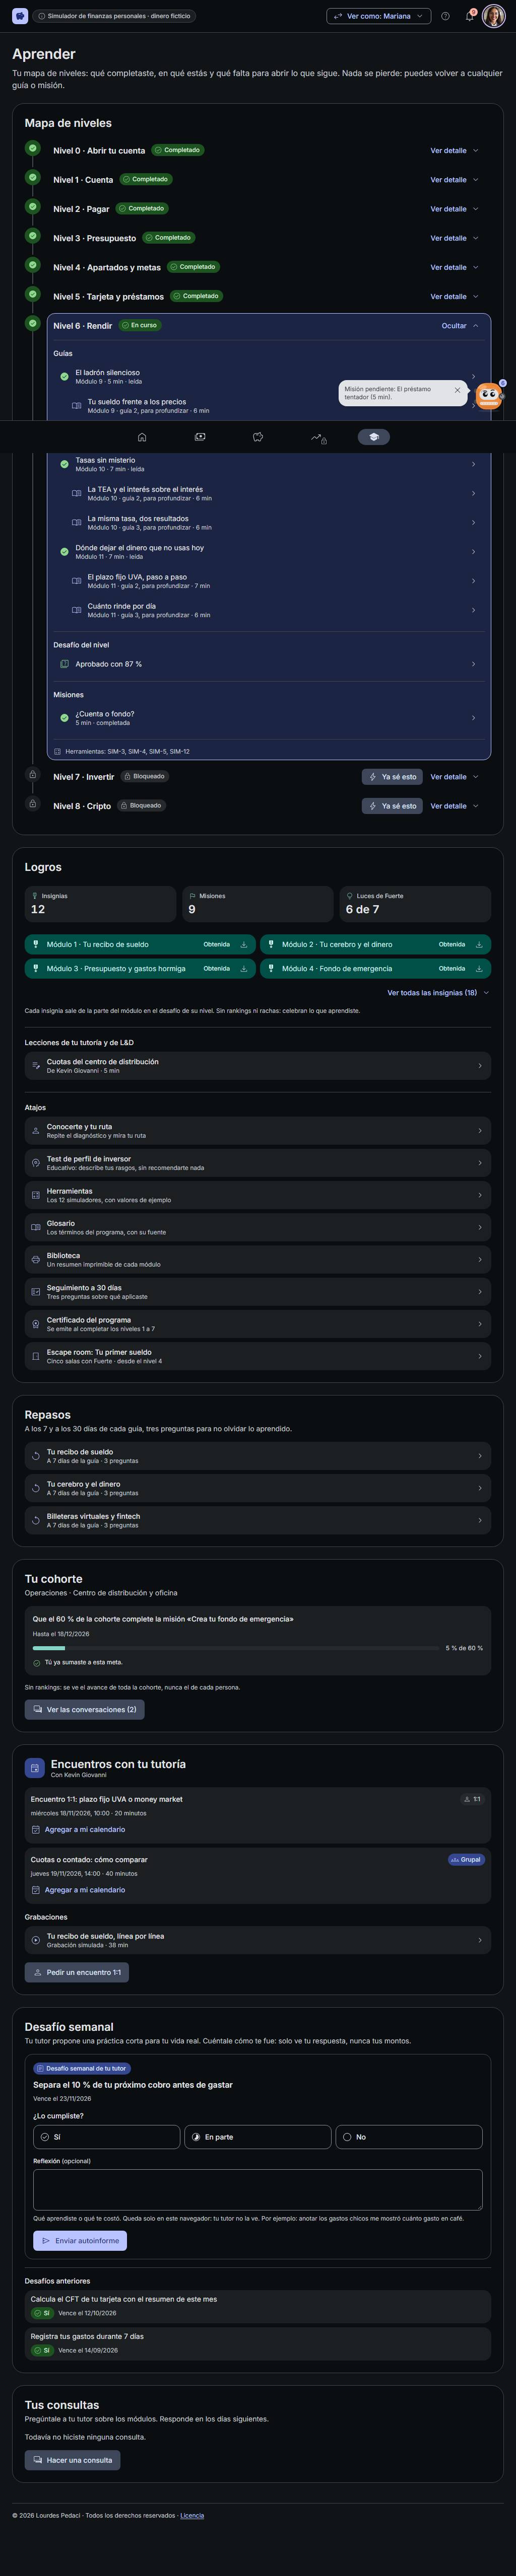 Simulador de finanzas personales · dinero ficticio
Ver como: Mariana
Aprender
Tu mapa de niveles: qué completaste, en qué estás y qué falta para abrir lo que sigue. Nada se pierde: puedes volver a cualquier
guía o misión.
Mapa de niveles
Nivel 0 · Abrir tu cuenta Completado Ver detalle
Nivel 1 · Cuenta Completado Ver detalle
Nivel 2 · Pagar Completado Ver detalle
Nivel 3 · Presupuesto Completado Ver detalle
Nivel 4 · Apartados y metas Completado Ver detalle
Nivel 5 · Tarjeta y préstamos Completado Ver detalle
Nivel 6 · Rendir En curso Ocultar
Guías
El ladrón silencioso
Módulo 9 · 5 min · leída
Misión pendiente: El préstamo
tentador (5 min).
Tu sueldo frente a los precios
Módulo 9 · guía 2, para profundizar · 6 min
Tasas sin misterio
Módulo 10 · 7 min · leída
La TEA y el interés sobre el interés
Módulo 10 · guía 2, para profundizar · 6 min
La misma tasa, dos resultados
Módulo 10 · guía 3, para profundizar · 6 min
Dónde dejar el dinero que no usas hoy
Módulo 11 · 7 min · leída
El plazo fijo UVA, paso a paso
Módulo 11 · guía 2, para profundizar · 7 min
Cuánto rinde por día
Módulo 11 · guía 3, para profundizar · 6 min
Desafío del nivel
Aprobado con 87 %
Misiones
¿Cuenta o fondo?
5 min · completada
Herramientas: SIM-3, SIM-4, SIM-5, SIM-12
Nivel 7 · Invertir Bloqueado Ya sé esto Ver detalle
Nivel 8 · Cripto Bloqueado Ya sé esto Ver detalle
Logros
Insignias
12
Misiones
9
Luces de Fuerte
6 de 7
Módulo 1 · Tu recibo de sueldo Obtenida
Módulo 2 · Tu cerebro y el dinero Obtenida
Módulo 3 · Presupuesto y gastos hormiga Obtenida
Módulo 4 · Fondo de emergencia Obtenida
Ver todas las insignias (18)
Cada insignia sale de la parte del módulo en el desafío de su nivel. Sin rankings ni rachas: celebran lo que aprendiste.
Lecciones de tu tutoría y de L&D
Cuotas del centro de distribución
De Kevin Giovanni · 5 min
Atajos
Conocerte y tu ruta
Repite el diagnóstico y mira tu ruta
Test de perfil de inversor
Educativo: describe tus rasgos, sin recomendarte nada
Herramientas
Los 12 simuladores, con valores de ejemplo
Glosario
Los términos del programa, con su fuente
Biblioteca
Un resumen imprimible de cada módulo
Seguimiento a 30 días
Tres preguntas sobre qué aplicaste
Certificado del programa
Se emite al completar los niveles 1 a 7
Escape room: Tu primer sueldo
Cinco salas con Fuerte · desde el nivel 4
Repasos
A los 7 y a los 30 días de cada guía, tres preguntas para no olvidar lo aprendido.
Tu recibo de sueldo
A 7 días de la guía · 3 preguntas
Tu cerebro y el dinero
A 7 días de la guía · 3 preguntas
Billeteras virtuales y fintech
A 7 días de la guía · 3 preguntas
Tu cohorte
Operaciones · Centro de distribución y oficina
Que el 60 % de la cohorte complete la misión «Crea tu fondo de emergencia»
Hasta el 18/12/2026
5 % de 60 %
Tú ya sumaste a esta meta.
Sin rankings: se ve el avance de toda la cohorte, nunca el de cada persona.
Ver las conversaciones (2)
Encuentros con tu tutoría
Con Kevin Giovanni
Encuentro 1:1: plazo fijo UVA o money market 1:1
miércoles 18/11/2026, 10:00 · 20 minutos
Agregar a mi calendario
Cuotas o contado: cómo comparar Grupal
jueves 19/11/2026, 14:00 · 40 minutos
Agregar a mi calendario
Grabaciones
Tu recibo de sueldo, línea por línea
Grabación simulada · 38 min
Pedir un encuentro 1:1
Desafío semanal
Tu tutor propone una práctica corta para tu vida real. Cuéntale cómo te fue: solo ve tu respuesta, nunca tus montos.
Desafío semanal de tu tutor
Separa el 10 % de tu próximo cobro antes de gastar
Vence el 23/11/2026
¿Lo cumpliste?
Sí
En parte
No
Reflexión (opcional)
Qué aprendiste o qué te costó. Queda solo en este navegador: tu tutor no la ve. Por ejemplo: anotar los gastos chicos me mostró cuánto gasto en café.
Enviar autoinforme
Desafíos anteriores
Calcula el CFT de tu tarjeta con el resumen de este mes
Sí Vence el 12/10/2026
Registra tus gastos durante 7 días
Sí Vence el 14/09/2026
Tus consultas
Pregúntale a tu tutor sobre los módulos. Responde en los días siguientes.
Todavía no hiciste ninguna consulta.
Hacer una consulta
© 2026 Lourdes Pedaci · Todos los derechos reservados · Licencia